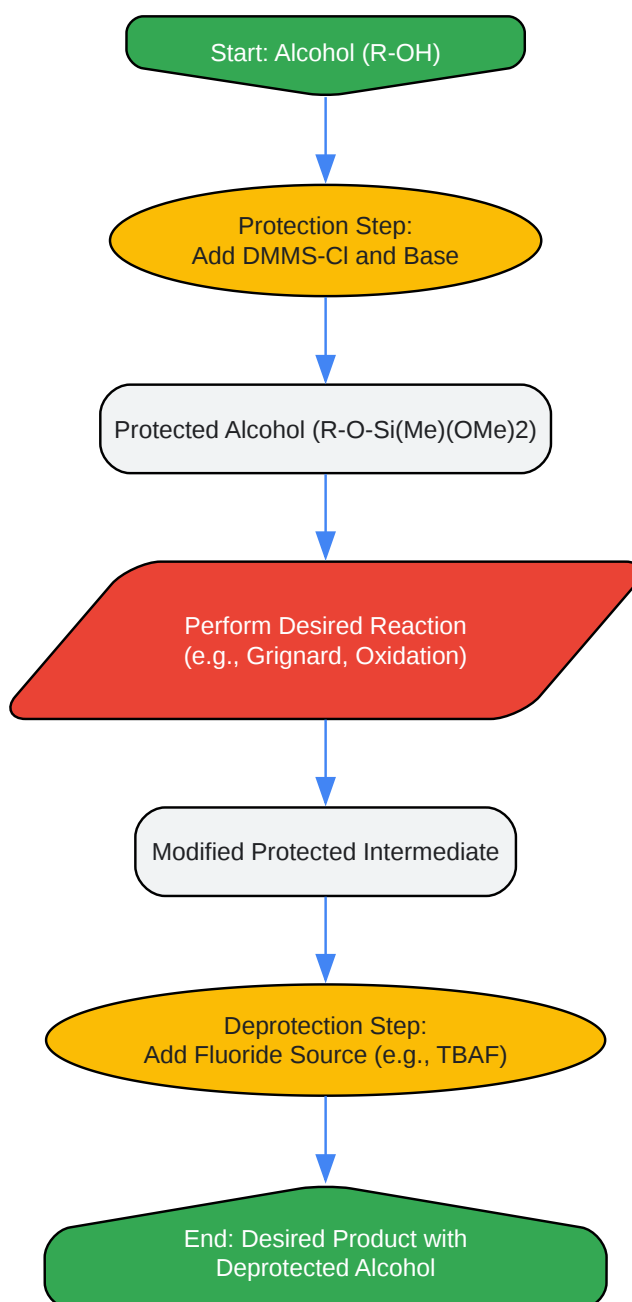 Start: Alcohol (R-OH)
Protection Step:
Add DMMS-Cl and Base
Protected Alcohol (R-O-Si(Me)(OMe)2)
Perform Desired Reaction
(e.g., Grignard, Oxidation)
Modified Protected Intermediate
Deprotection Step:
Add Fluoride Source (e.g., TBAF)
End: Desired Product with
Deprotected Alcohol